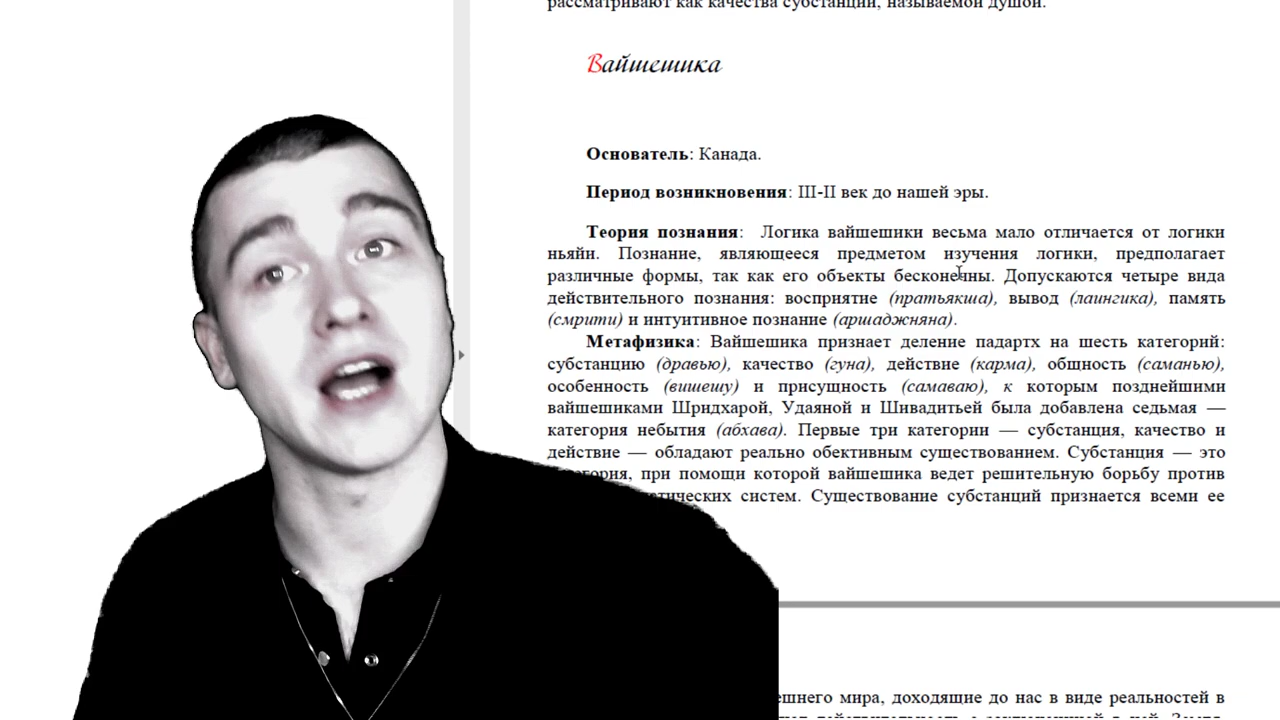 рассматривают как качества субстанции, называемой душой.
Вайшешика
Основатель: Канада.
Период возникновения: III-II век до нашей эры.
Теория познания: Логика вайшешики весьма мало отличается от логики
ньяйи. Познание, являющееся предметом изучения логики, предполагает
различные формы, так как его объекты бесконечны. Допускаются четыре вида
действительного познания: восприятие (пратьякша), вывод (лаингика), память
(смрити) и интуитивное познание (аршаджняна).
Метафизика: Вайшешика признает деление падартх на шесть категорий:
субстанцию (дравью), качество (гуна), действие (карма), общность (саманью),
особенность (вишешу) и присущность (самаваю), к которым позднейшими
вайшешиками Шридхарой, Удаяной и Шивадитьей была добавлена седьмая —
категория небытия (абхава). Первые три категории — субстанция, качество и
действие — обладают реально обективным существованием. Субстанция — это
при помощи которой вайшешика ведет решительную борьбу против
систем. Существование субстанций признается всеми ее
мира, доходящие до нас в виде реальностей в